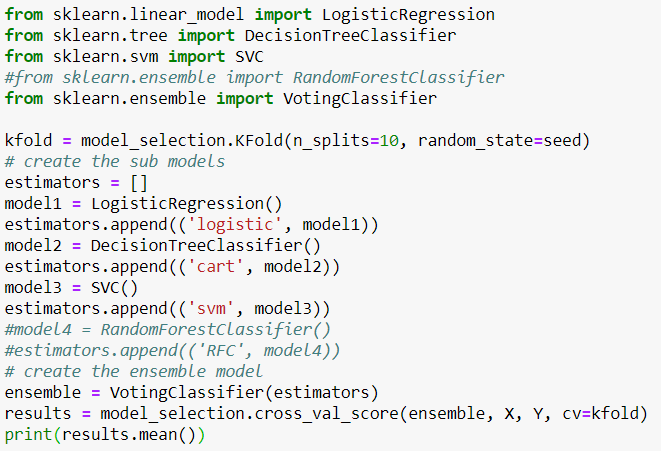 from sklearn.linear_model import LogisticRegression
from sklearn.tree import DecisionTreeClassifier
from sklearn.svm import SVC
#from sklearn.ensemble import RandomForestClassifier
from sklearn.ensemble import VotingClassifier
kfold = model_selection.KFold(n_splits=10, random_state=seed)
# create the sub models
estimators = []
model1 = LogisticRegression()
estimators.append(('logistic', model1))
model2 = DecisionTreeClassifier()
estimators.append(('cart', model2))
model3 = SVC()
estimators.append(('svm', model3))
#model4 = RandomForestClassifier()
#estimators.append(('RFC', model4))
# create the ensemble model
ensemble = VotingClassifier(estimators)
results = model_selection.cross_val_score(ensemble, X, Y, cv=kfold)
print(results.mean())